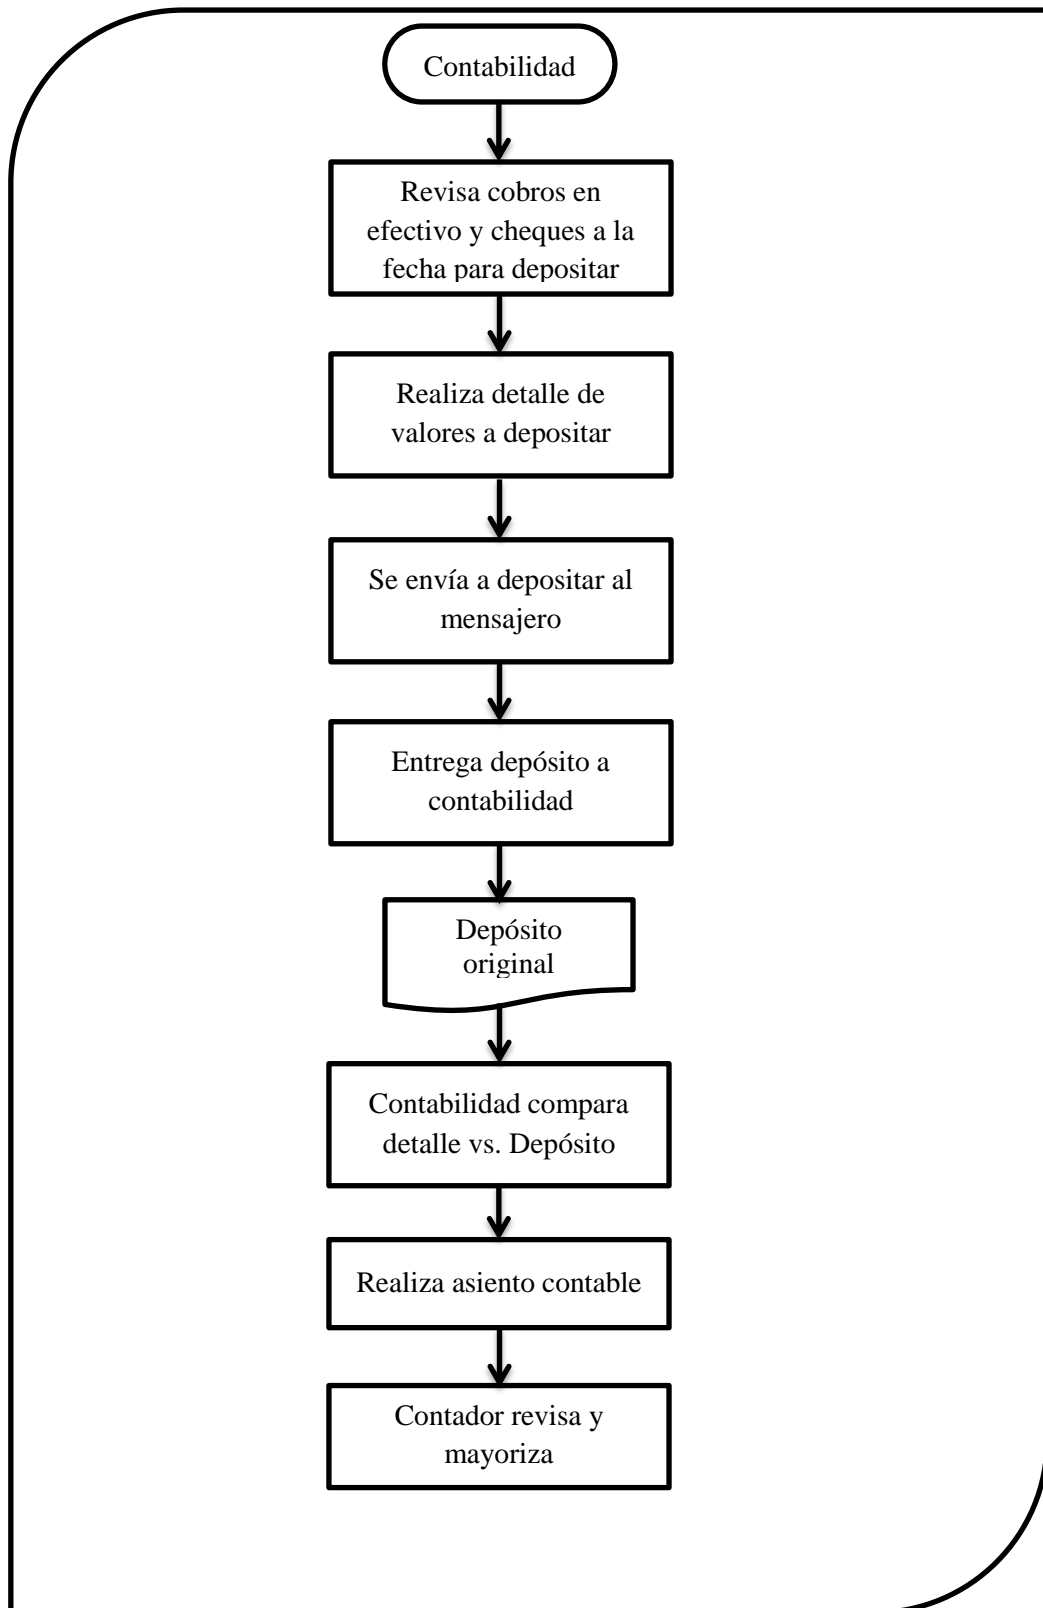 Contabilidad
Revisa cobros en
efectivo y cheques a la
fecha para depositar
Realiza detalle de
valores a depositar
Se envía a depositar al
mensajero
Entrega depósito a
contabilidad
Depósito
original
Contabilidad compara
detalle vs. Depósito
Realiza asiento contable
Contador revisa y
mayoriza